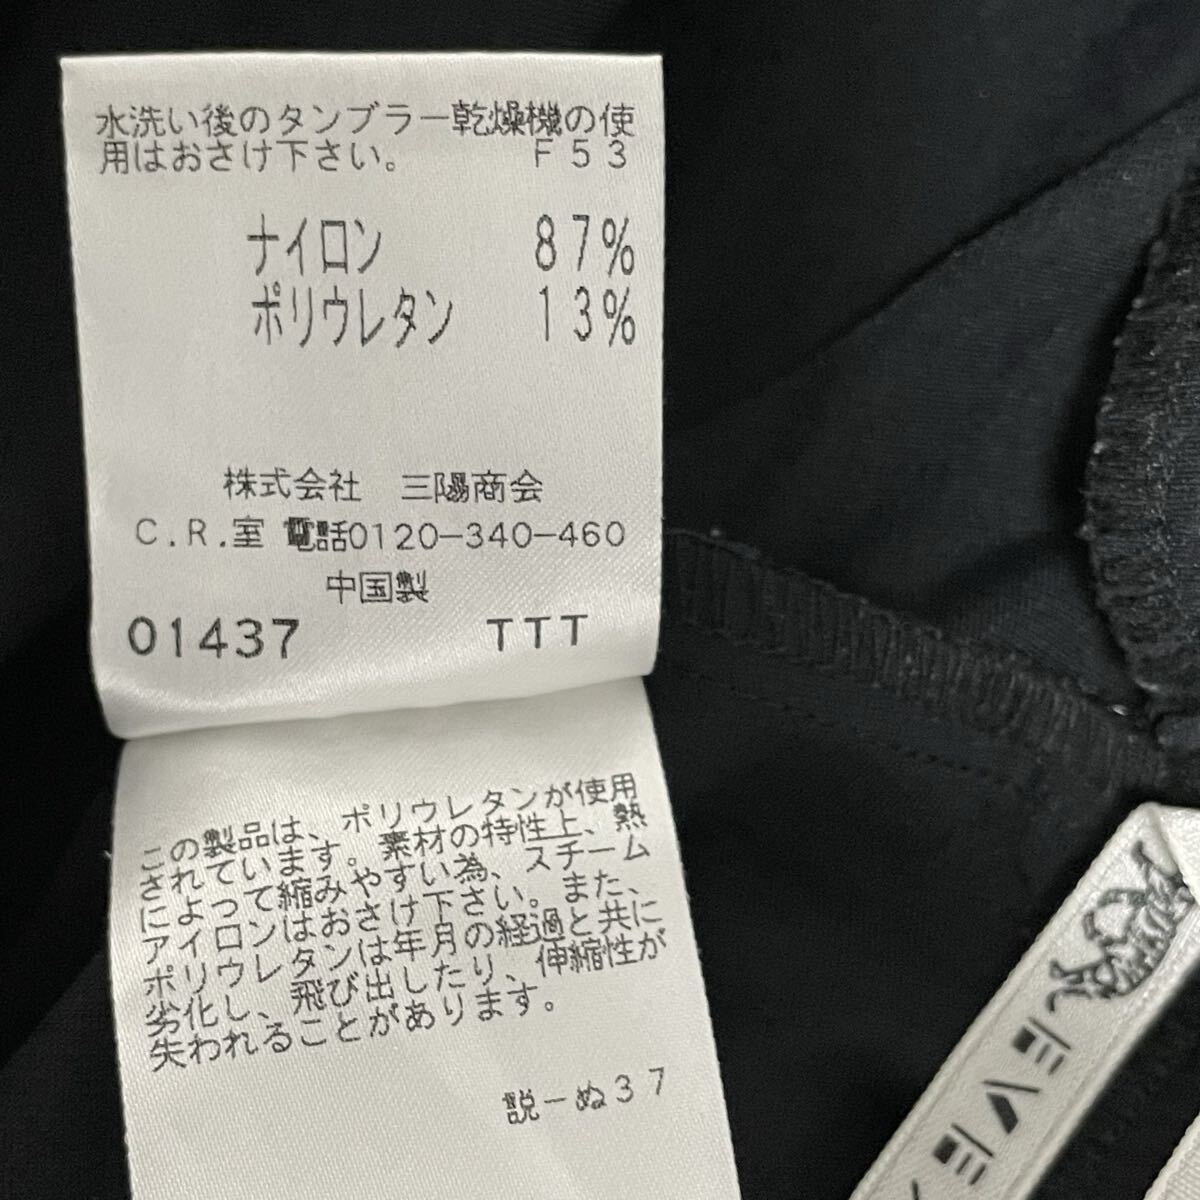 水洗い後のタンブラー乾燥機の使
用はおさけ下さい。 F53
ナイロン 87%
ポリウレタン 13%
株式会社 三陽商会
C.R.室 電話0120-340-460
中国製
01437 TTT
この製品は、ポリウレタンが使用
されています。素材の特性上、熱
によって縮みやすい為、スチーム
アイロンはおさけ下さい。また、
ポリウレタンは年月の経過と共に
劣化し、飛び出したり、伸縮性が
失われることがあります。
説-ぬ37